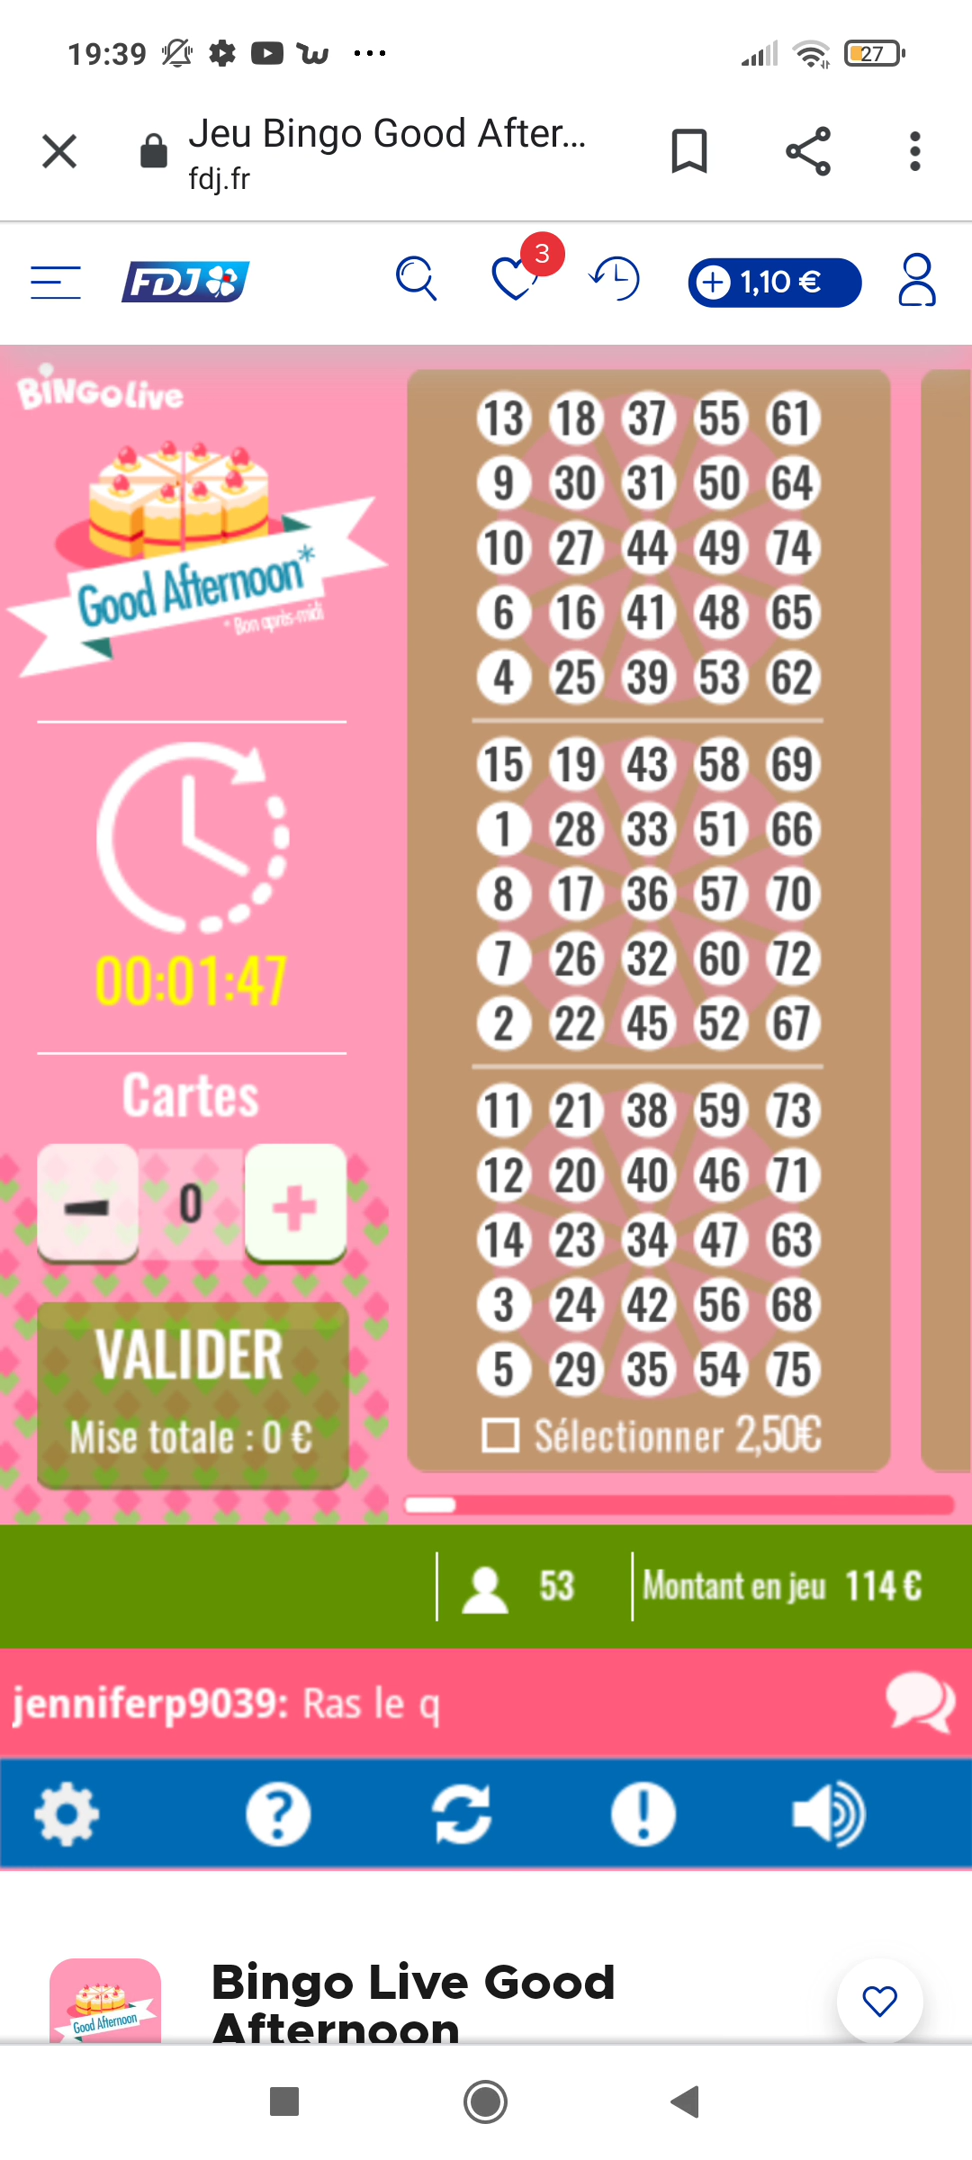 19:39
27
Jeu Bingo Good After...
fdj.fr
FDJ
3
1,10 €
BiNGOLive
Good Afternoon*
* Bon après-midi
00:01:47
Cartes
0
VALIDER
Mise totale : 0 €
13 18 37 55 61
9 30 31 50 64
10 27 44 49 74
6 16 41 48 65
4 25 39 53 62
15 19 43 58 69
1 28 33 51 66
8 17 36 57 70
7 26 32 60 72
2 22 45 52 67
11 21 38 59 73
12 20 40 46 71
14 23 34 47 63
3 24 42 56 68
5 29 35 54 75
Sélectionner 2,50€
53 Montant en jeu 114 €
jenniferp9039: Ras le q
Good Afternoon
Bingo Live Good
Afternoon